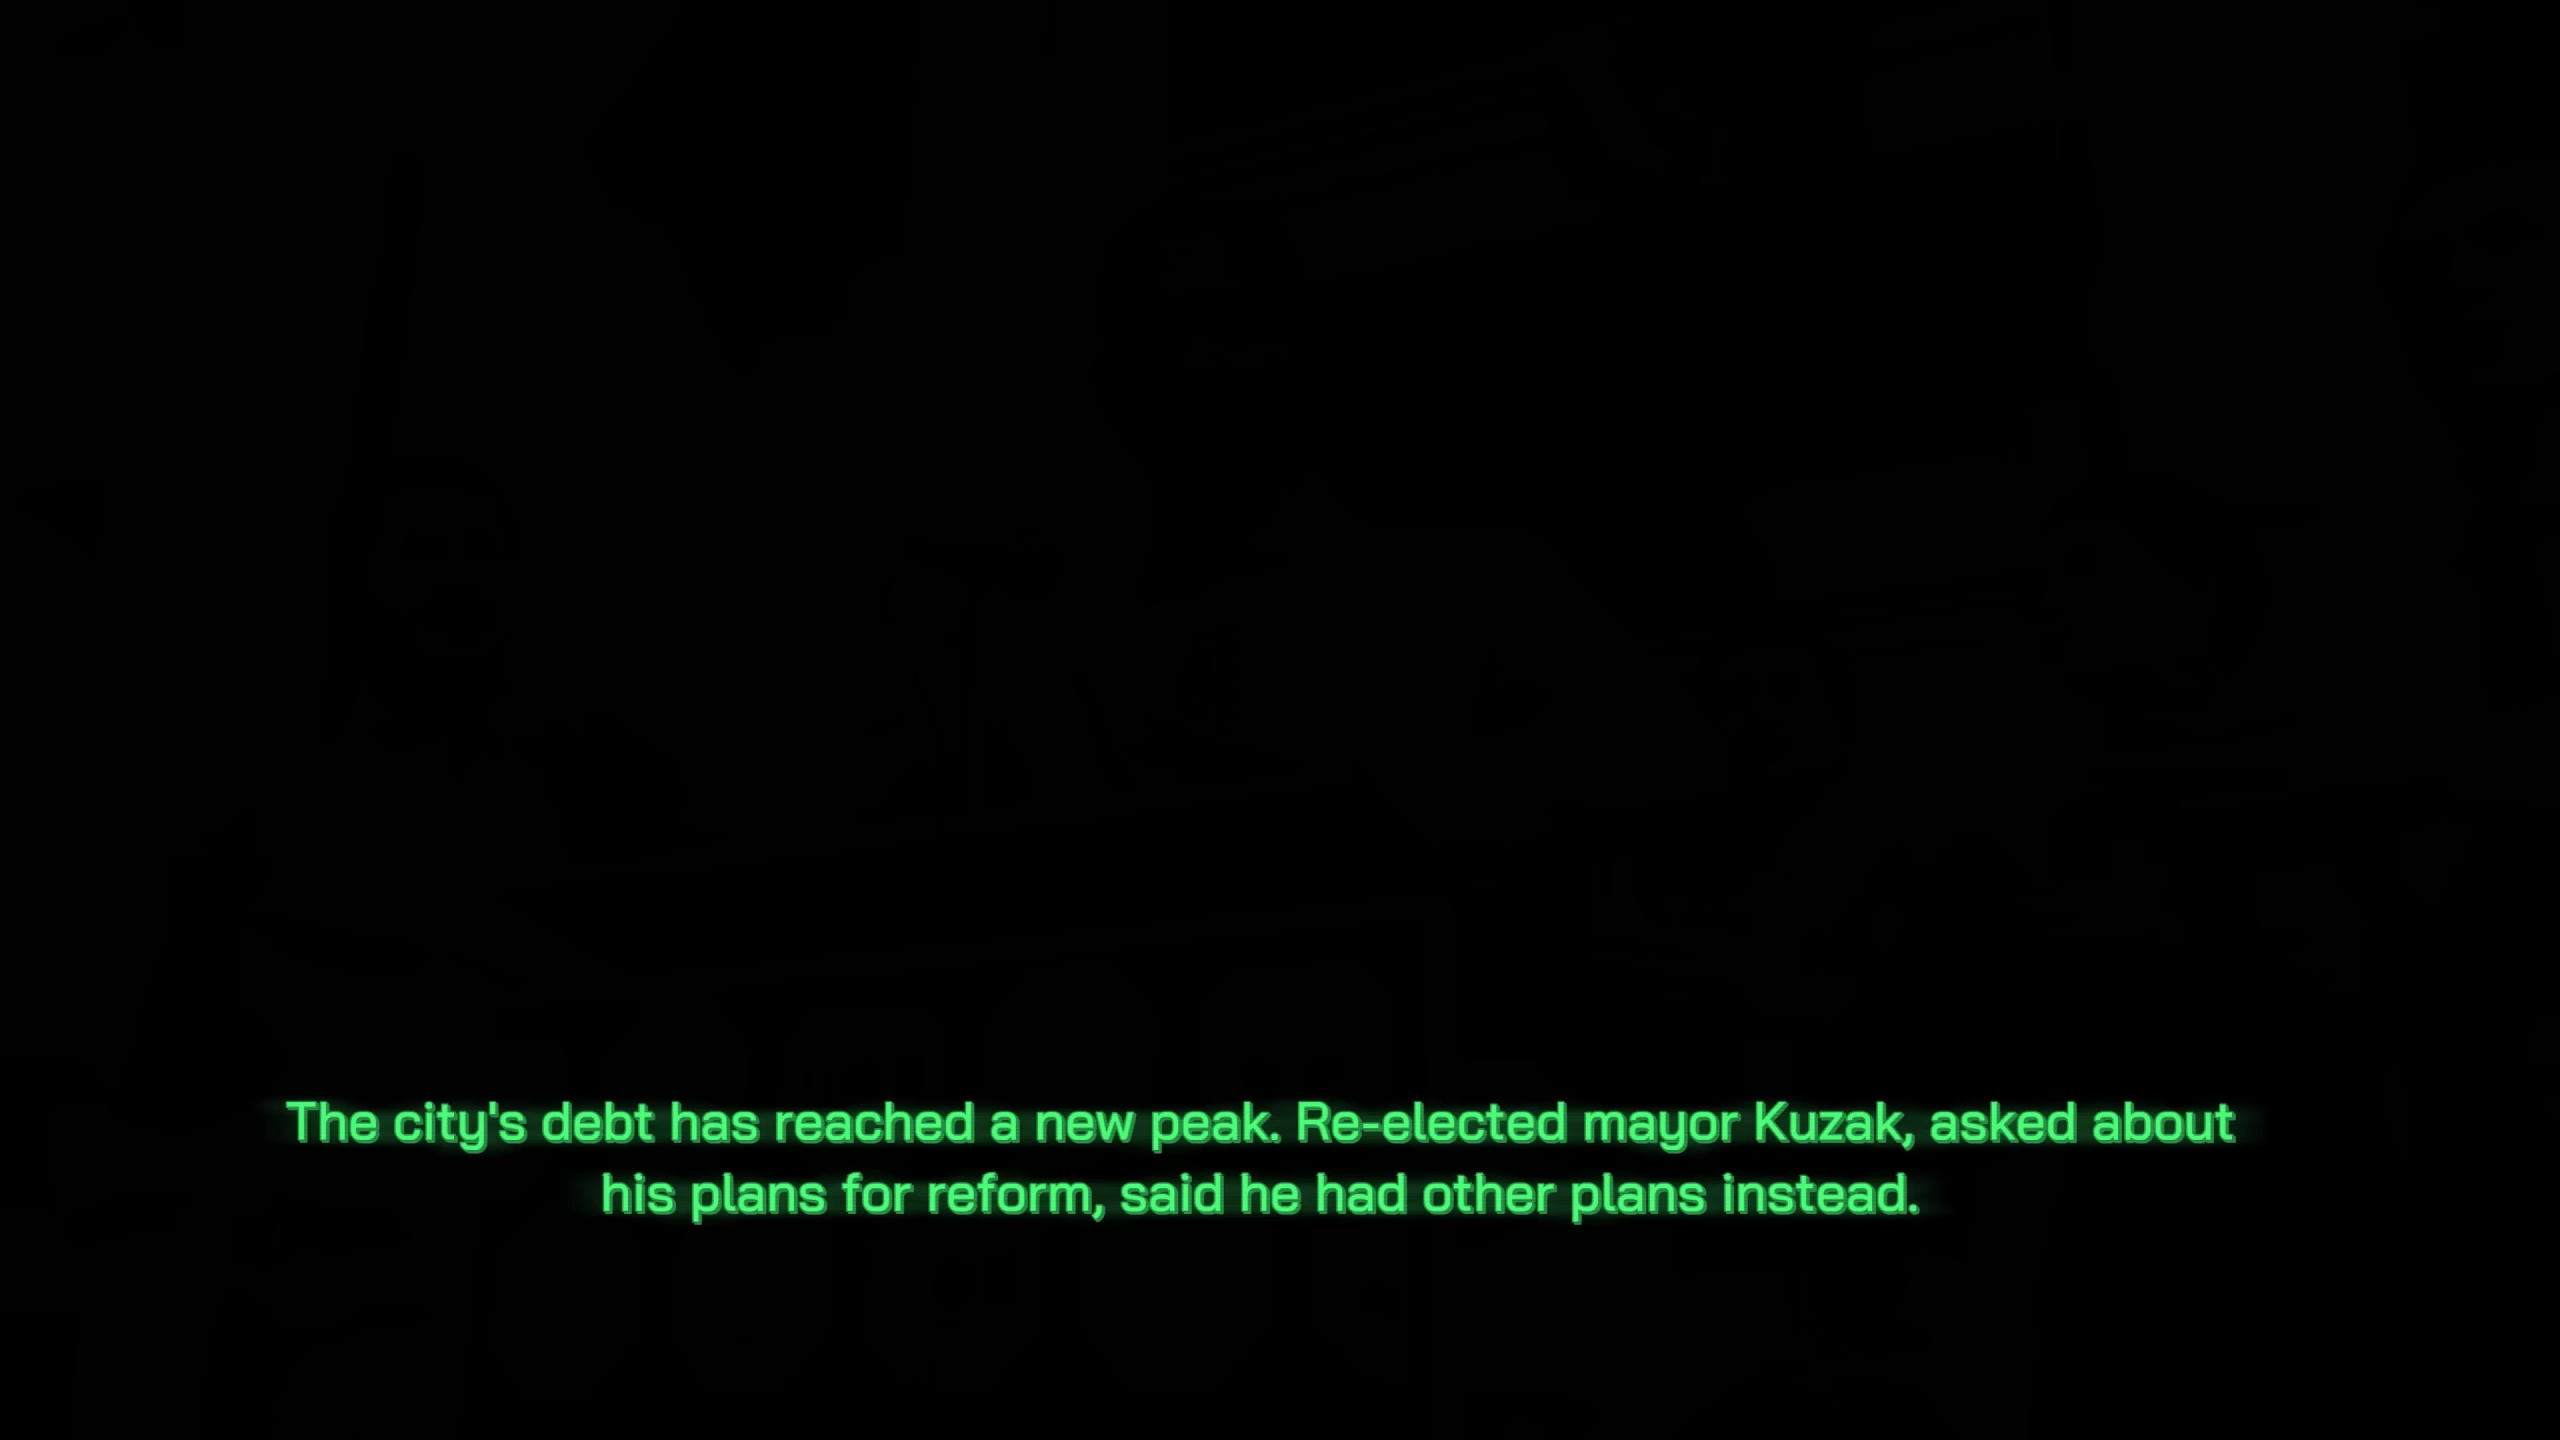 The city's debt has reached a new peak. Re-elected mayor Kuzak, asked about
his plans for reform, said he had other plans instead.